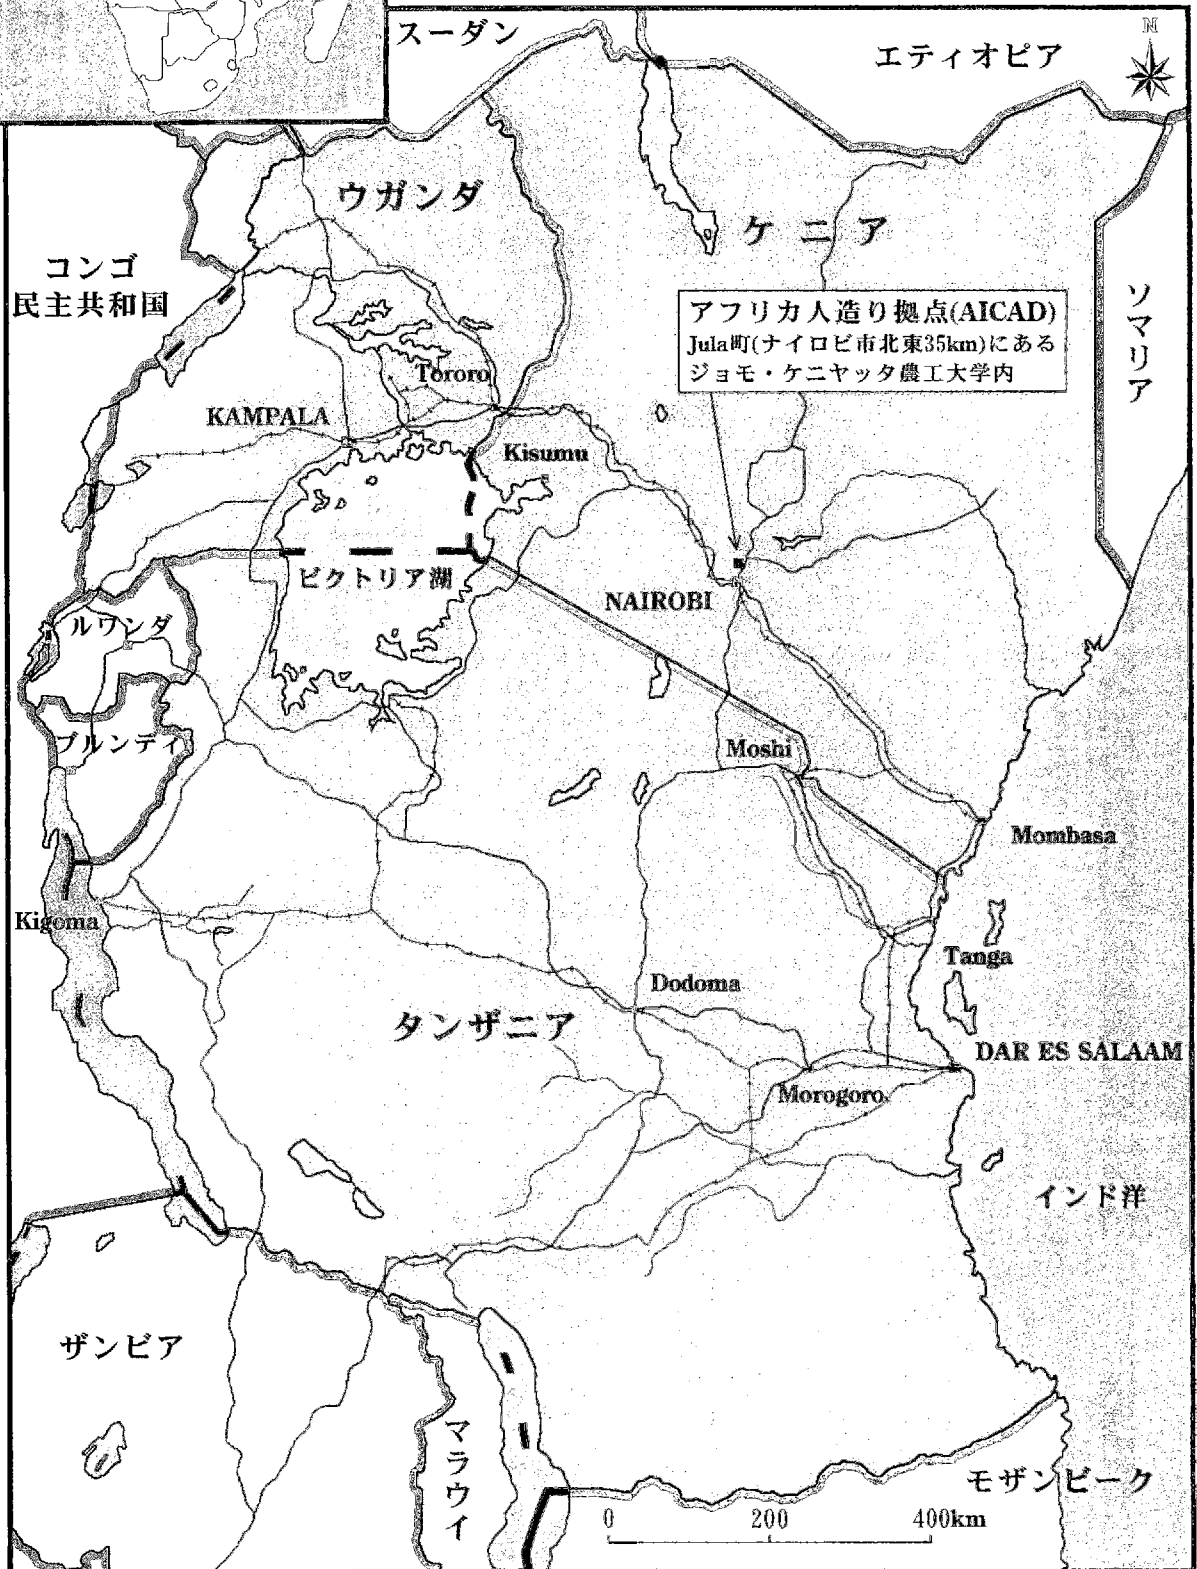 スーダン
エティオピア
N
ウガンダ
ケニア
コンゴ
民主共和国
ソマリア
アフリカ人造り拠点(AICAD)
Jula町(ナイロビ市北東35km)にある
ジョモ・ケニヤッタ農工大学内
Tororo
KAMPALA
Kisumu
ビクトリア湖
NAIROBI
ルワンダ
ブルンディ
Moshi
Mombasa
Kigoma
Tanga
Dodoma
タンザニア
DAR ES SALAAM
Morogoro
インド洋
ザンビア
マラウイ
モザンビーク
0 200 400km